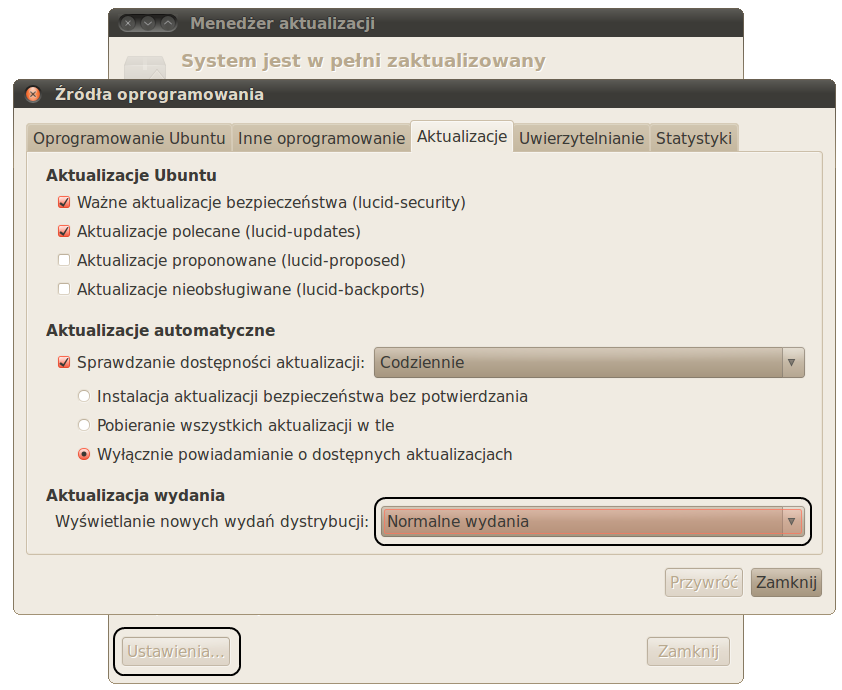 Menedżer aktualizacji
System jest w pełni zaktualizowany
Źródła oprogramowania
Oprogramowanie Ubuntu Inne oprogramowanie Aktualizacje Uwierzytelnianie Statystyki
Aktualizacje Ubuntu
Ważne aktualizacje bezpieczeństwa (lucid-security)
Aktualizacje polecane (lucid-updates)
Aktualizacje proponowane (lucid-proposed)
Aktualizacje nieobsługiwane (lucid-backports)
Aktualizacje automatyczne
Sprawdzanie dostępności aktualizacji: Codziennie
Instalacja aktualizacji bezpieczeństwa bez potwierdzania
Pobieranie wszystkich aktualizacji w tle
Wyłącznie powiadamianie o dostępnych aktualizacjach
Aktualizacja wydania
Wyświetlanie nowych wydań dystrybucji: Normalne wydania
Przywróć Zamknij
Ustawienia... Zamknij